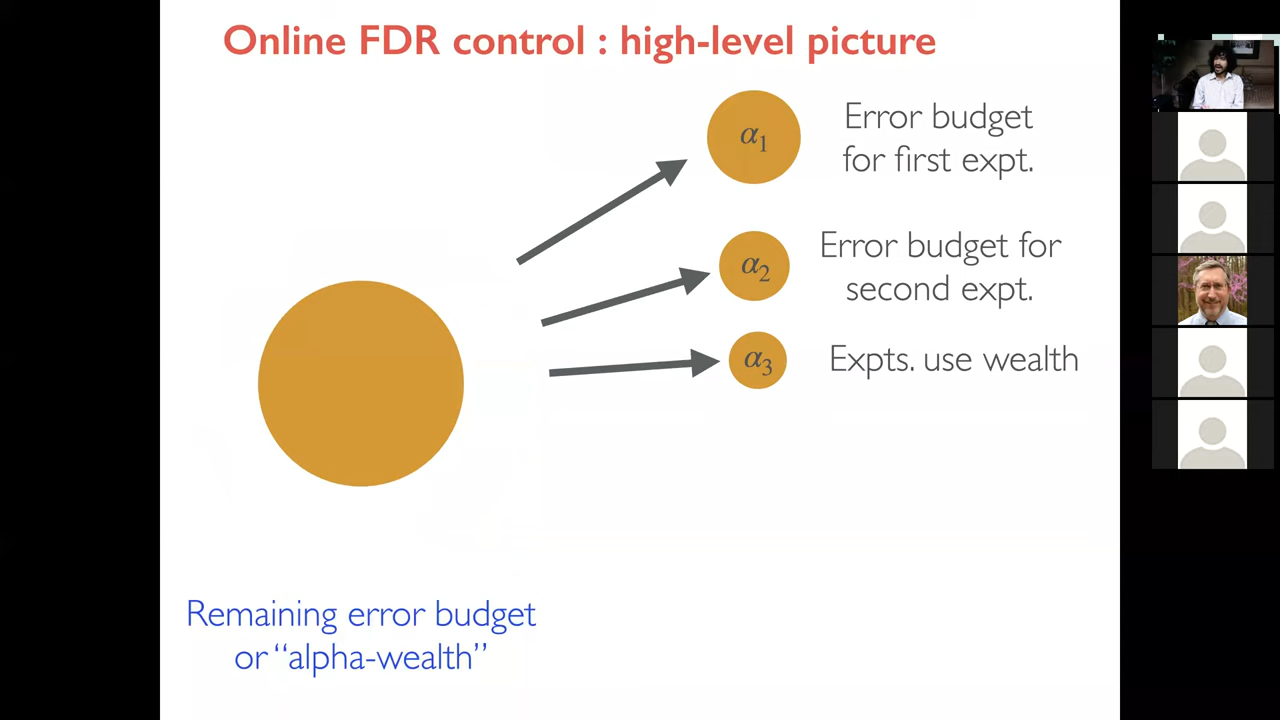 Online FDR control : high-level picture
α₁
Error budget
for first expt.
α₂
Error budget for
second expt.
α₃
Expts. use wealth
Remaining error budget
or “alpha-wealth”